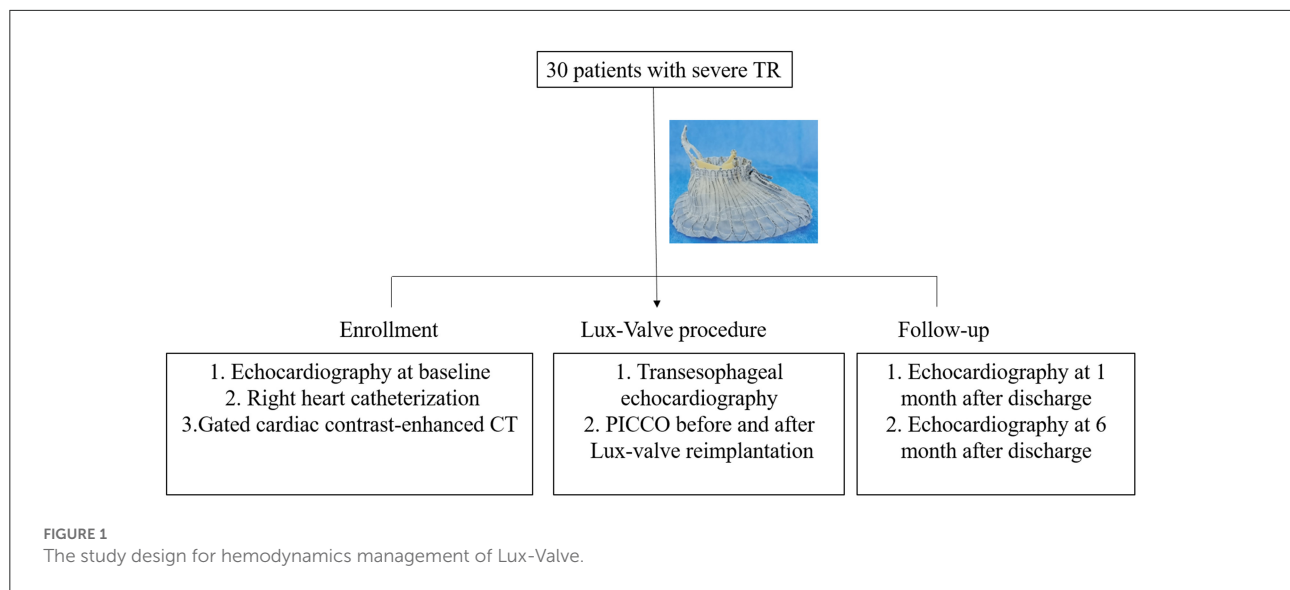 30 patients with severe TR
Enrollment
1. Echocardiography at baseline
2. Right heart catheterization
3.Gated cardiac contrast-enhanced CT
Lux-Valve procedure
1. Transesophageal
echocardiography
2. PICCO before and after
Lux-valve reimplantation
Follow-up
1. Echocardiography at 1
month after discharge
2. Echocardiography at 6
month after discharge
FIGURE 1
The study design for hemodynamics management of Lux-Valve.